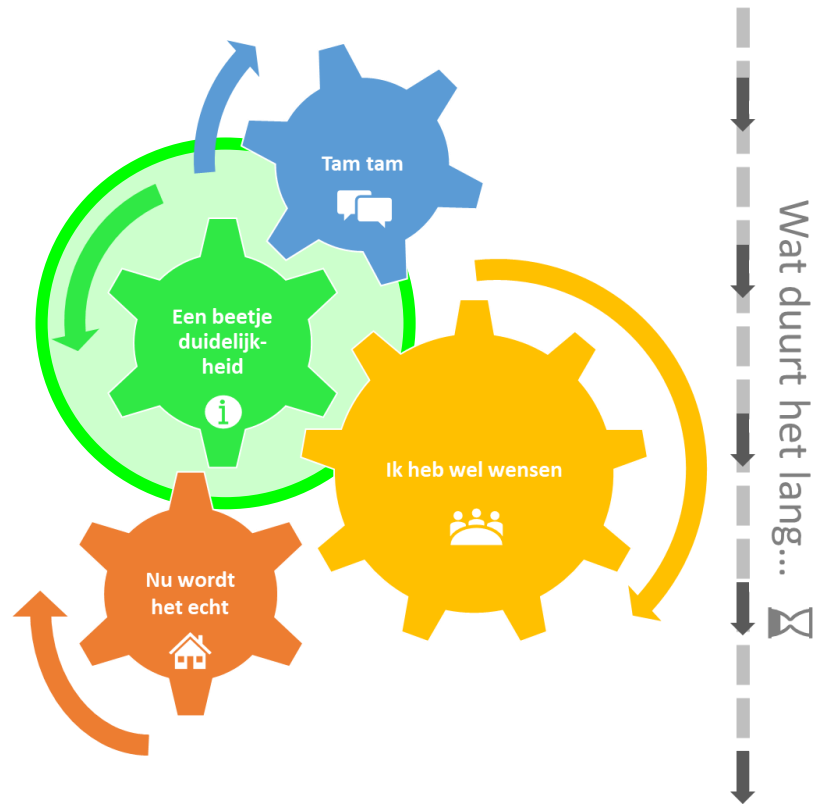 Tam tam
Een beetje
duidelijk-
heid
i
Ik heb wel wensen
Nu wordt
het echt
Wat duurt het lang...